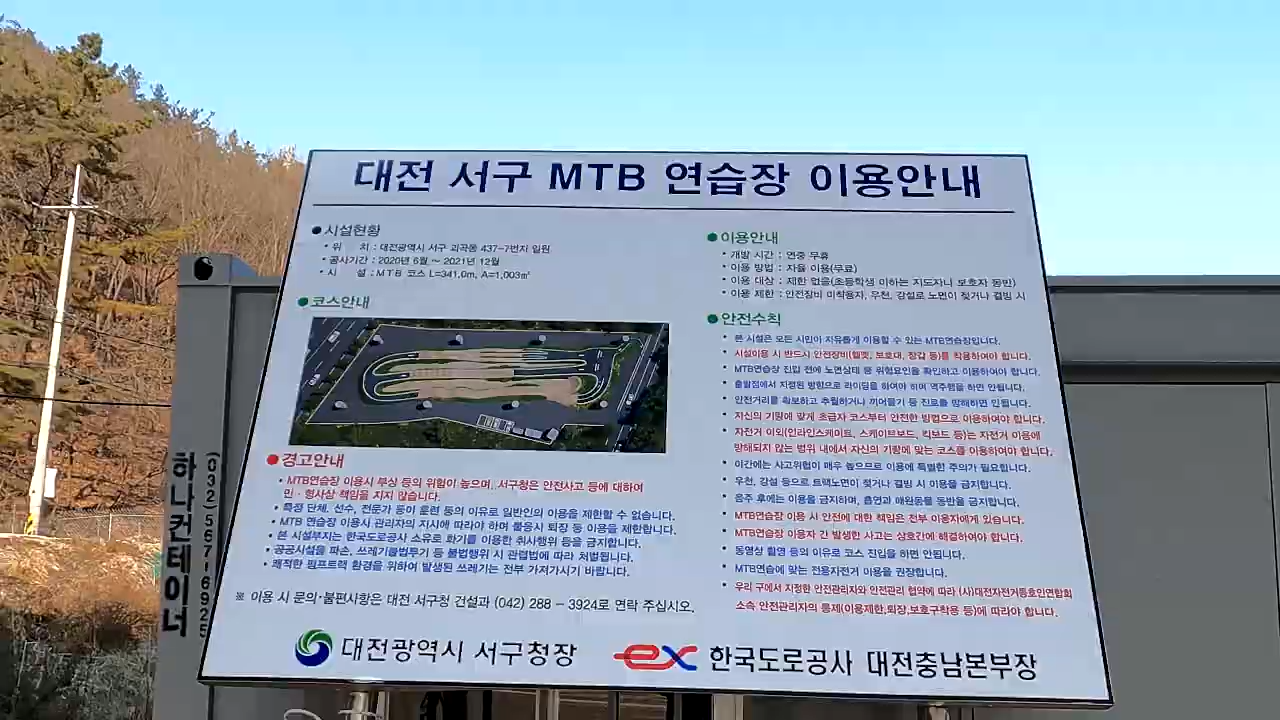 대전 서구 MTB 연습장 이용안내
●시설현황
• 위 치 : 대전광역시 서구 괴곡동 437-7번지 일원
• 공사기간 : 2020년 6월 ~ 2021년 12월
• 시 설 : MTB 코스 L=341.0m, A=1,003㎡
●코스안내
●경고안내
• MTB연습장 이용시 부상 등의 위험이 높으며, 서구청은 안전사고 등에 대하여
민·형사상 책임을 지지 않습니다.
• 특정 단체, 선수, 전문가 등이 훈련 등의 이유로 일반인의 이용을 제한할 수 없습니다.
• MTB 연습장 이용시 관리자의 지시에 따라야 하며 불응시 퇴장 등 이용을 제한합니다.
• 본 시설부지는 한국도로공사 소유로 화기를 이용한 취사행위 등을 금지합니다.
• 공공시설물 파손, 쓰레기불법투기 등 불법행위 시 관련법에 따라 처벌됩니다.
• 쾌적한 펌프트랙 환경을 위하여 발생된 쓰레기는 전부 가져가시기 바랍니다.
※ 이용 시 문의·불편사항은 대전 서구청 건설과 (042) 288 - 3924로 연락 주십시오.
●이용안내
• 개방 시간 : 연중 무휴
• 이용 방법 : 자율 이용(무료)
• 이용 대상 : 제한 없음(초등학생 이하는 지도자나 보호자 동반)
• 이용 제한 : 안전장비 미착용자, 우천, 강설로 노면이 젖거나 결빙 시
●안전수칙
• 본 시설은 모든 시민이 자유롭게 이용할 수 있는 MTB연습장입니다.
• 시설이용 시 반드시 안전장비(헬멧, 보호대, 장갑 등)를 착용하여야 합니다.
• MTB연습장 진입 전에 노면상태 등 위험요인을 확인하고 이용하여야 합니다.
• 출발점에서 지정된 방향으로 라이딩을 하여야 하며 역주행을 하면 안됩니다.
• 안전거리를 확보하고 추월하거나 끼어들기 등 진로를 방해하면 안됩니다.
• 자신의 기량에 맞게 초급자 코스부터 안전한 방법으로 이용하여야 합니다.
• 자전거 이외(인라인스케이트, 스케이트보드, 킥보드 등)는 자전거 이용에
방해되지 않는 범위 내에서 자신의 기량에 맞는 코스를 이용하여야 합니다.
• 야간에는 사고위험이 매우 높으므로 이용에 특별한 주의가 필요합니다.
• 우천, 강설 등으로 트랙노면이 젖거나 결빙 시 이용을 금지합니다.
• 음주 후에는 이용을 금지하며, 흡연과 애완동물 동반을 금지합니다.
• MTB연습장 이용 시 안전에 대한 책임은 전부 이용자에게 있습니다.
• MTB연습장 이용자 간 발생한 사고는 상호간에 해결하여야 합니다.
• 동영상 촬영 등의 이유로 코스 진입을 하면 안됩니다.
• MTB연습에 맞는 전용자전거 이용을 권장합니다.
• 우리 구에서 지정한 안전관리자와 안전관리 협약에 따라 (사)대전자전거동호인연합회
소속 안전관리자의 통제(이용제한,퇴장,보호구착용 등)에 따라야 합니다.
대전광역시 서구청장
ex 한국도로공사 대전충남본부장
하나컨테이너
(032)567-6925